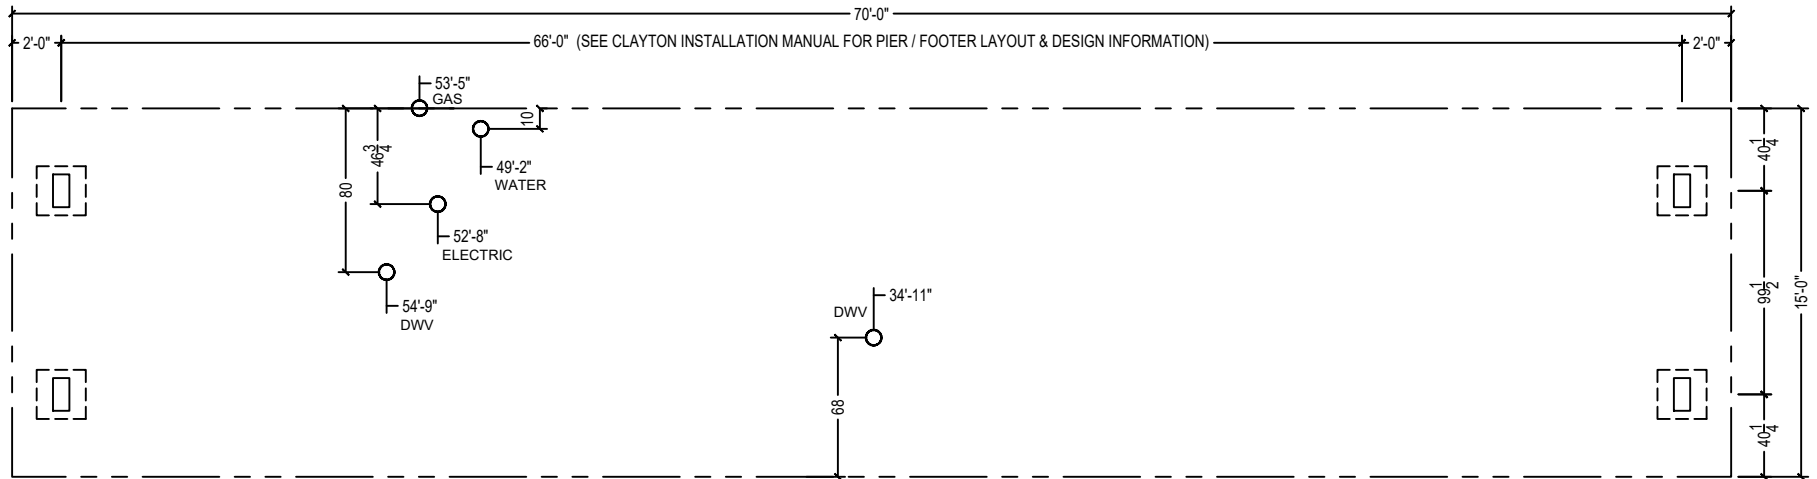 70'-0"
2'-0" 66'-0" (SEE CLAYTON INSTALLATION MANUAL FOR PIER / FOOTER LAYOUT & DESIGN INFORMATION) 2'-0"
53'-5"
GAS
10
46 3/4
49'-2"
WATER
80
52'-8"
ELECTRIC
54'-9"
DWV
34'-11"
DWV
68
40 1/4
99 1/2
15'-0"
40 1/4